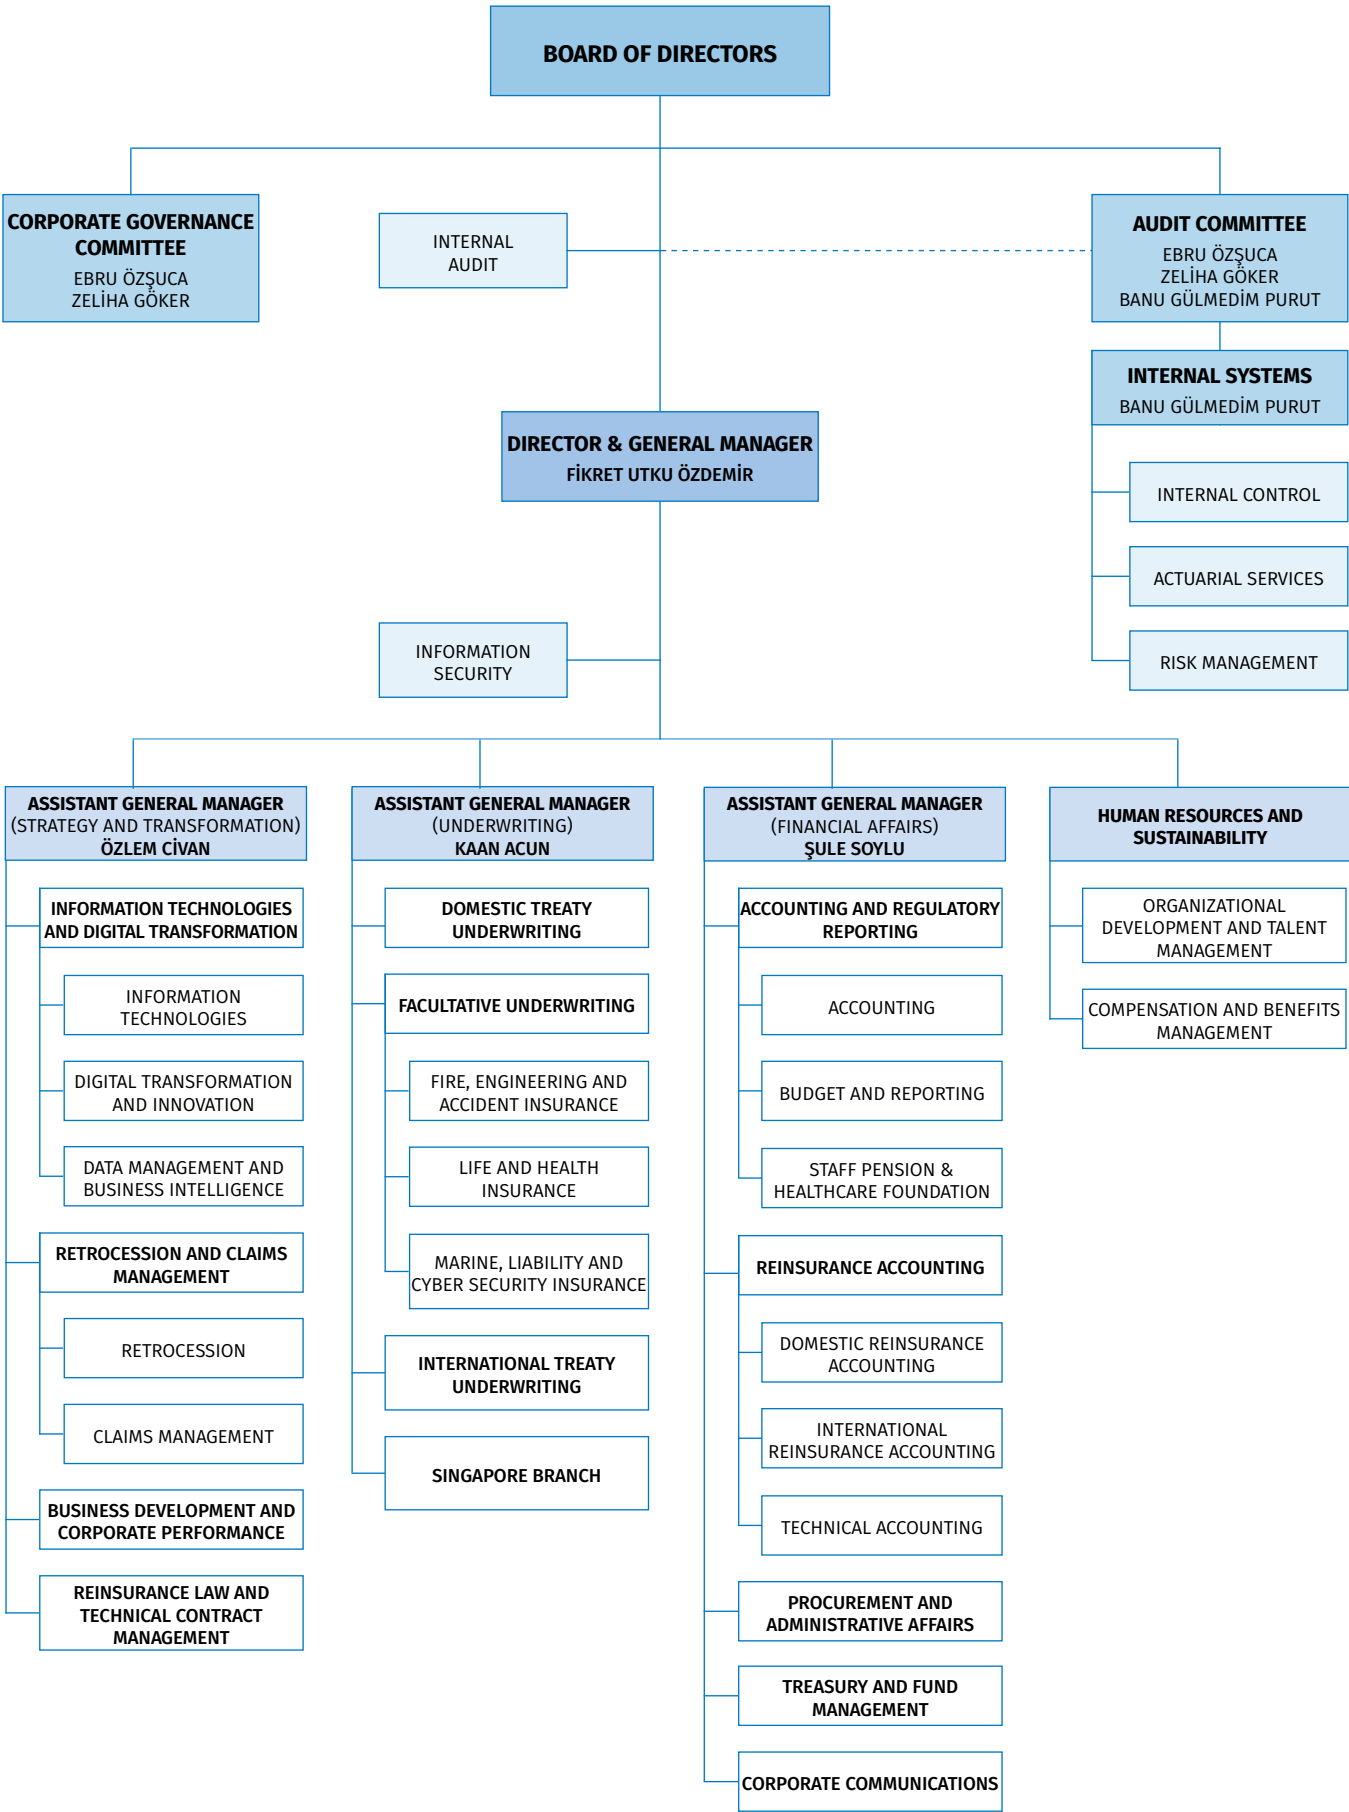 BOARD OF DIRECTORS
CORPORATE GOVERNANCE
COMMITTEE
EBRU ÖZŞUCA
ZELİHA GÖKER
INTERNAL
AUDIT
AUDIT COMMITTEE
EBRU ÖZŞUCA
ZELİHA GÖKER
BANU GÜLMEDİM PURUT
INTERNAL SYSTEMS
BANU GÜLMEDİM PURUT
INTERNAL CONTROL
ACTUARIAL SERVICES
RISK MANAGEMENT
DIRECTOR & GENERAL MANAGER
FİKRET UTKU ÖZDEMİR
INFORMATION
SECURITY
ASSISTANT GENERAL MANAGER
(STRATEGY AND TRANSFORMATION)
ÖZLEM CİVAN
INFORMATION TECHNOLOGIES
AND DIGITAL TRANSFORMATION
INFORMATION
TECHNOLOGIES
DIGITAL TRANSFORMATION
AND INNOVATION
DATA MANAGEMENT AND
BUSINESS INTELLIGENCE
RETROCESSION AND CLAIMS
MANAGEMENT
RETROCESSION
CLAIMS MANAGEMENT
BUSINESS DEVELOPMENT AND
CORPORATE PERFORMANCE
REINSURANCE LAW AND
TECHNICAL CONTRACT
MANAGEMENT
ASSISTANT GENERAL MANAGER
(UNDERWRITING)
KAAN ACUN
DOMESTIC TREATY
UNDERWRITING
FACULTATIVE UNDERWRITING
FIRE, ENGINEERING AND
ACCIDENT INSURANCE
LIFE AND HEALTH
INSURANCE
MARINE, LIABILITY AND
CYBER SECURITY INSURANCE
INTERNATIONAL TREATY
UNDERWRITING
SINGAPORE BRANCH
ASSISTANT GENERAL MANAGER
(FINANCIAL AFFAIRS)
ŞULE SOYLU
ACCOUNTING AND REGULATORY
REPORTING
ACCOUNTING
BUDGET AND REPORTING
STAFF PENSION &
HEALTHCARE FOUNDATION
REINSURANCE ACCOUNTING
DOMESTIC REINSURANCE
ACCOUNTING
INTERNATIONAL
REINSURANCE ACCOUNTING
TECHNICAL ACCOUNTING
PROCUREMENT AND
ADMINISTRATIVE AFFAIRS
TREASURY AND FUND
MANAGEMENT
CORPORATE COMMUNICATIONS
HUMAN RESOURCES AND
SUSTAINABILITY
ORGANIZATIONAL
DEVELOPMENT AND TALENT
MANAGEMENT
COMPENSATION AND BENEFITS
MANAGEMENT